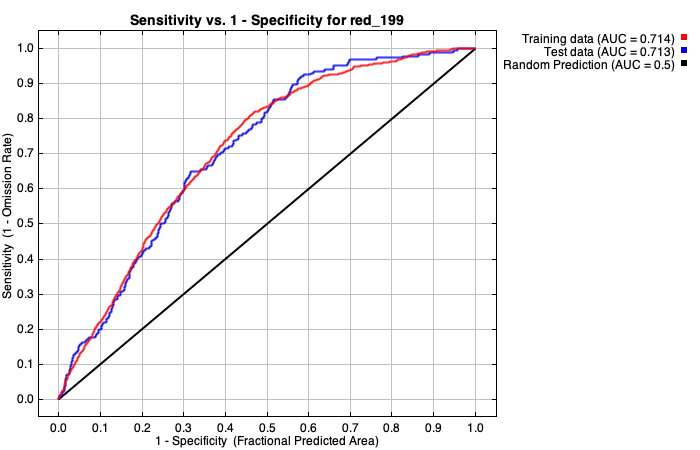 Sensitivity vs. 1 - Specificity for red_199
Training data (AUC = 0.714)
Test data (AUC = 0.713)
Random Prediction (AUC = 0.5)
Sensitivity (1 - Omission Rate)
1.0
0.9
0.8
0.7
0.6
0.5
0.4
0.3
0.2
0.1
0.0
0.0 0.1 0.2 0.3 0.4 0.5 0.6 0.7 0.8 0.9 1.0
1 - Specificity (Fractional Predicted Area)